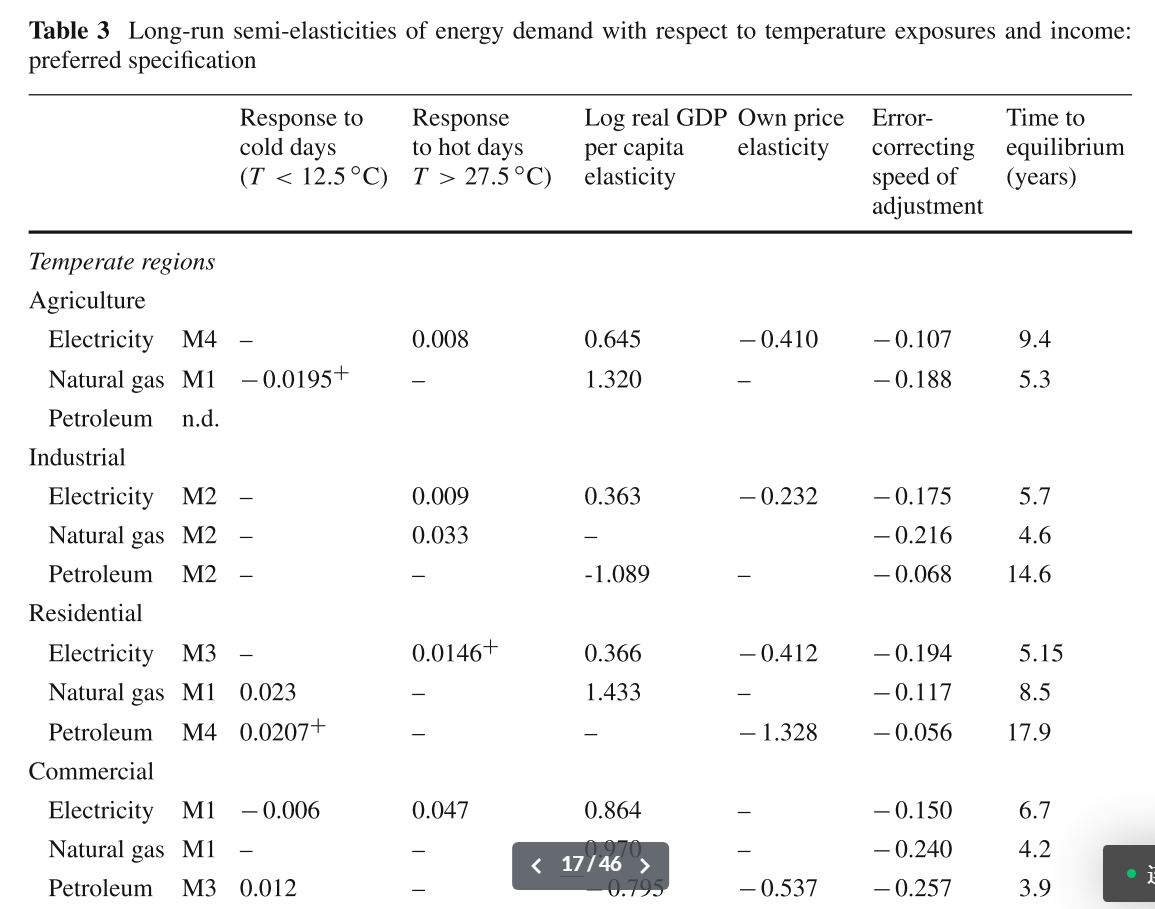 Table 3 Long-run semi-elasticities of energy demand with respect to temperature exposures and income:
preferred specification
Response to cold days (T < 12.5 °C) Response to hot days T > 27.5 °C) Log real GDP per capita elasticity Own price elasticity Error-correcting speed of adjustment Time to equilibrium (years)
Temperate regions
Agriculture
Electricity M4 – 0.008 0.645 −0.410 −0.107 9.4
Natural gas M1 −0.0195+ – 1.320 – −0.188 5.3
Petroleum n.d.
Industrial
Electricity M2 – 0.009 0.363 −0.232 −0.175 5.7
Natural gas M2 – 0.033 – −0.216 4.6
Petroleum M2 – – -1.089 – −0.068 14.6
Residential
Electricity M3 – 0.0146+ 0.366 −0.412 −0.194 5.15
Natural gas M1 0.023 – 1.433 – −0.117 8.5
Petroleum M4 0.0207+ – – −1.328 −0.056 17.9
Commercial
Electricity M1 −0.006 0.047 0.864 – −0.150 6.7
Natural gas M1 – – 0.970 – −0.240 4.2
Petroleum M3 0.012 – −0.795 −0.537 −0.257 3.9
17/46